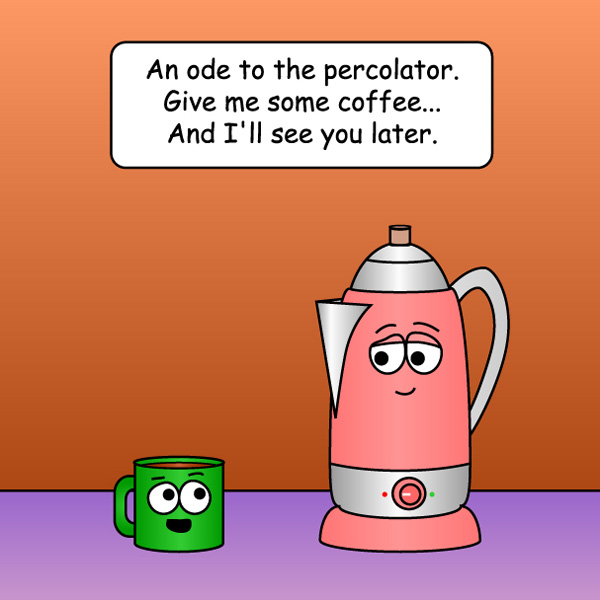 An ode to the percolator.
Give me some coffee...
And I'll see you later.